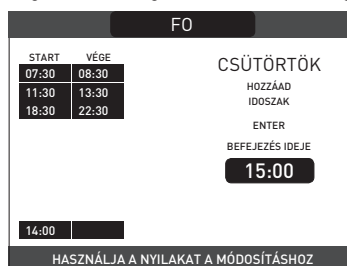 FO
START VÉGE
07:30 08:30
11:30 13:30
18:30 22:30
14:00
CSÜTÖRTÖK
HOZZÁAD
IDOSZAK
ENTER
BEFEJEZÉS IDEJE
15:00
HASZNÁLJA A NYILAKAT A MÓDOSÍTÁSHOZ